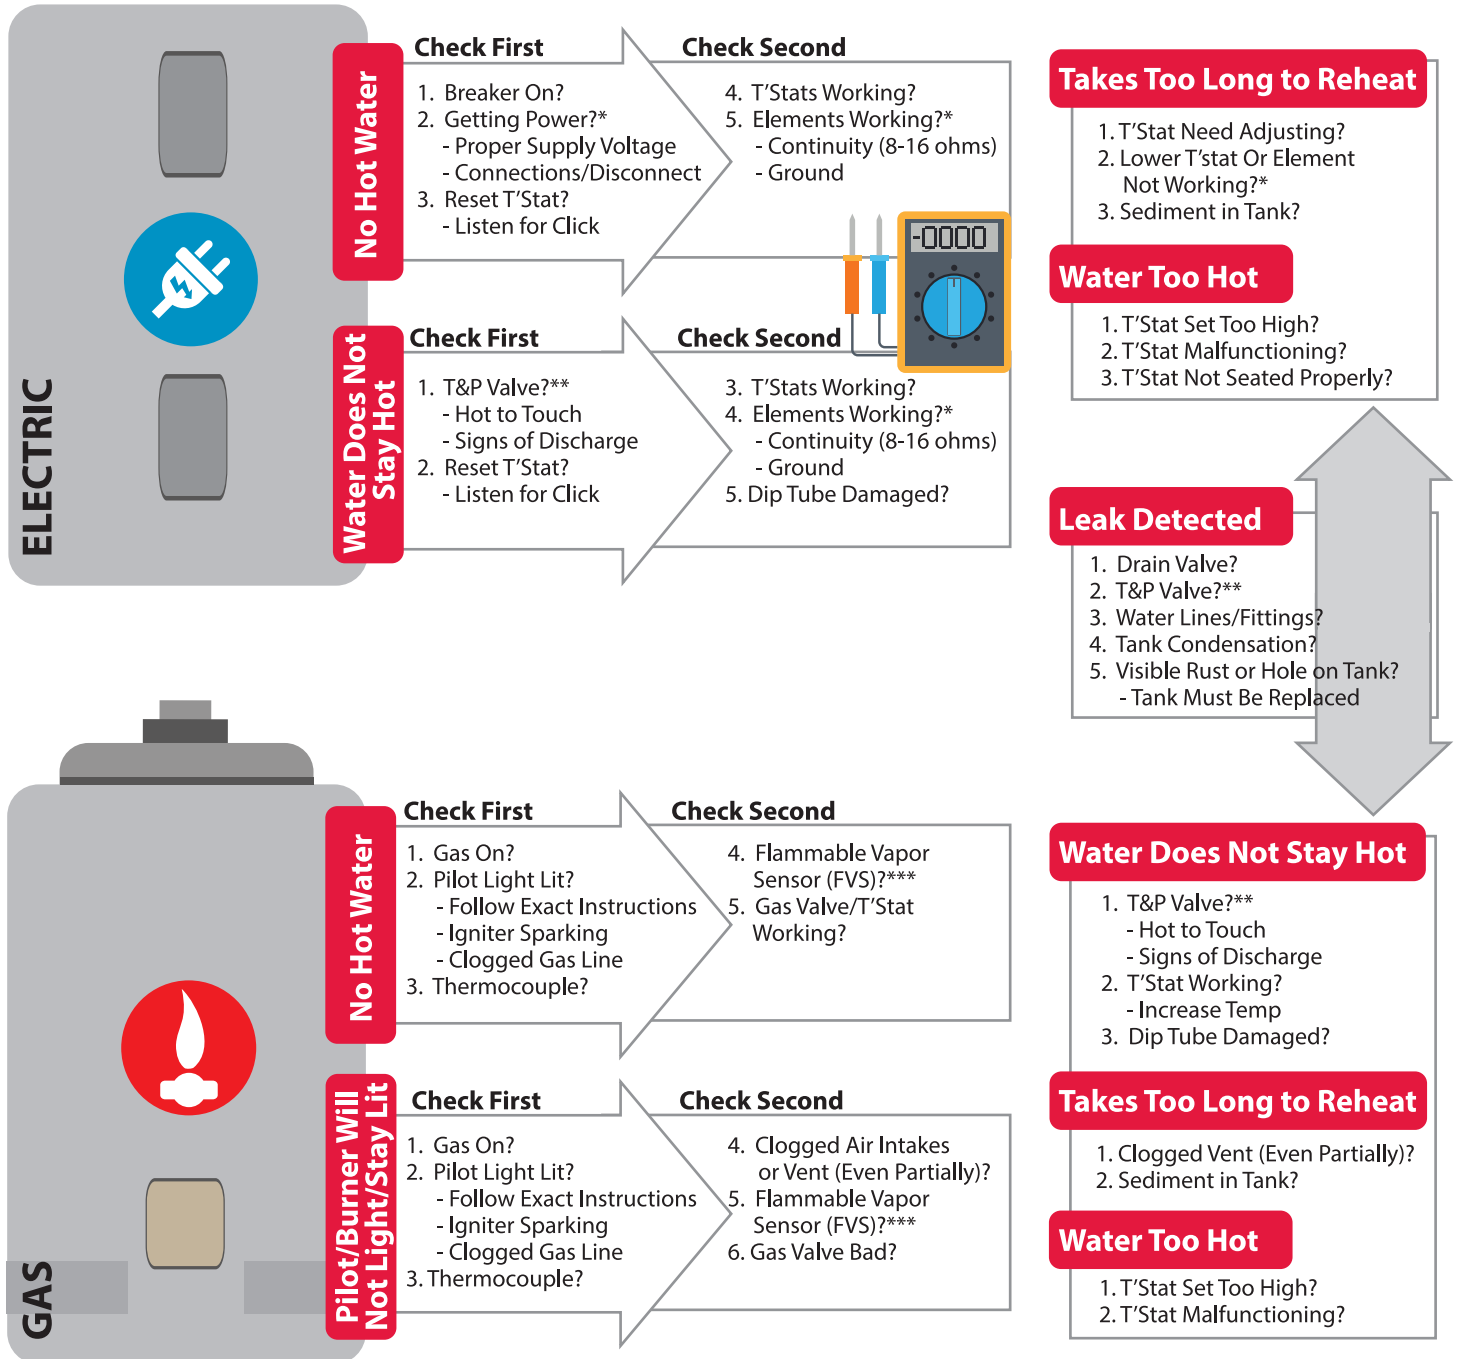 ELECTRIC
No Hot Water
Check First
1. Breaker On?
2. Getting Power?*
- Proper Supply Voltage
- Connections/Disconnect
3. Reset T'Stat?
- Listen for Click
Check Second
4. T'Stats Working?
5. Elements Working?*
- Continuity (8-16 ohms)
- Ground
-0000
Water Does Not
Stay Hot
Check First
1. T&P Valve?**
- Hot to Touch
- Signs of Discharge
2. Reset T'Stat?
- Listen for Click
Check Second
3. T'Stats Working?
4. Elements Working?*
- Continuity (8-16 ohms)
- Ground
5. Dip Tube Damaged?
Takes Too Long to Reheat
1. T'Stat Need Adjusting?
2. Lower T'stat Or Element
Not Working?*
3. Sediment in Tank?
Water Too Hot
1. T'Stat Set Too High?
2. T'Stat Malfunctioning?
3. T'Stat Not Seated Properly?
Leak Detected
1. Drain Valve?
2. T&P Valve?**
3. Water Lines/Fittings?
4. Tank Condensation?
5. Visible Rust or Hole on Tank?
- Tank Must Be Replaced
GAS
No Hot Water
Check First
1. Gas On?
2. Pilot Light Lit?
- Follow Exact Instructions
- Igniter Sparking
- Clogged Gas Line
3. Thermocouple?
Check Second
4. Flammable Vapor
Sensor (FVS)?***
5. Gas Valve/T'Stat
Working?
Pilot/Burner Will
Not Light/Stay Lit
Check First
1. Gas On?
2. Pilot Light Lit?
- Follow Exact Instructions
- Igniter Sparking
- Clogged Gas Line
3. Thermocouple?
Check Second
4. Clogged Air Intakes
or Vent (Even Partially)?
5. Flammable Vapor
Sensor (FVS)?***
6. Gas Valve Bad?
Water Does Not Stay Hot
1. T&P Valve?**
- Hot to Touch
- Signs of Discharge
2. T'Stat Working?
- Increase Temp
3. Dip Tube Damaged?
Takes Too Long to Reheat
1. Clogged Vent (Even Partially)?
2. Sediment in Tank?
Water Too Hot
1. T'Stat Set Too High?
2. T'Stat Malfunctioning?